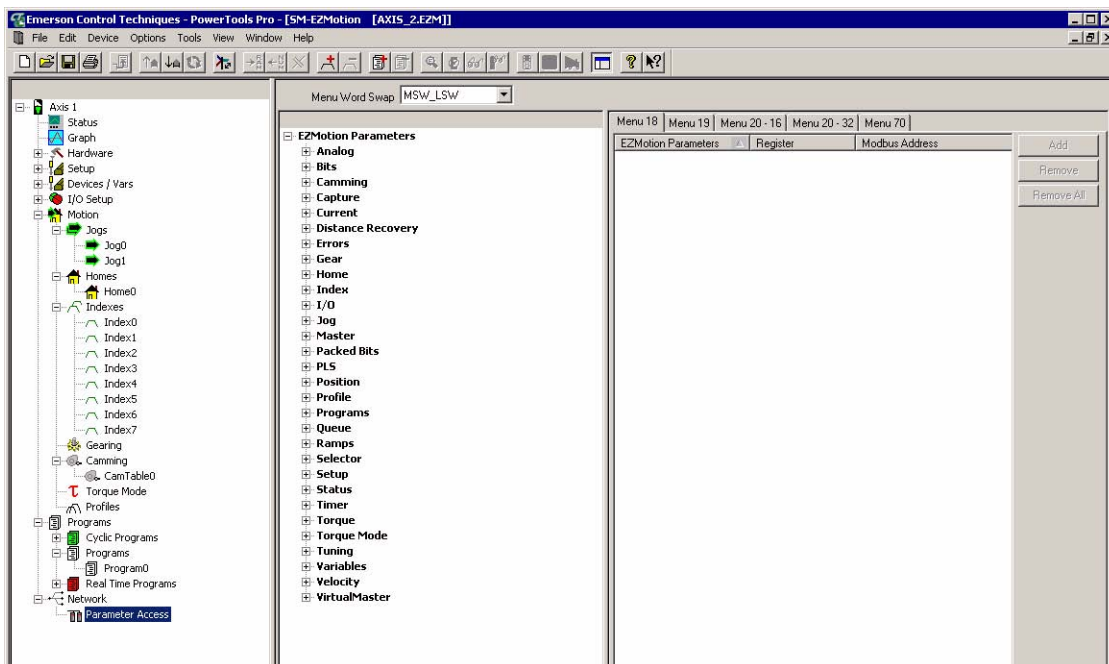 Emerson Control Techniques - PowerTools Pro - [SM-EZMotion [AXIS_2.EZM]]
File Edit Device Options Tools View Window Help
Menu Word Swap MSW_LSW
Axis 1
Status
Graph
Hardware
Setup
Devices / Vars
I/O Setup
Motion
Jogs
Jog0
Jog1
Homes
Home0
Indexes
Index0
Index1
Index2
Index3
Index4
Index5
Index6
Index7
Gearing
Camming
CamTable0
Torque Mode
Profiles
Programs
Cyclic Programs
Programs
Program0
Real Time Programs
Network
Parameter Access
EZMotion Parameters
Analog
Bits
Camming
Capture
Current
Distance Recovery
Errors
Gear
Home
Index
I/O
Jog
Master
Packed Bits
PLS
Position
Profile
Programs
Queue
Ramps
Selector
Setup
Status
Timer
Torque
Torque Mode
Tuning
Variables
Velocity
VirtualMaster
Menu 18 Menu 19 Menu 20 - 16 Menu 20 - 32 Menu 70
EZMotion Parameters Register Modbus Address
Add
Remove
Remove All